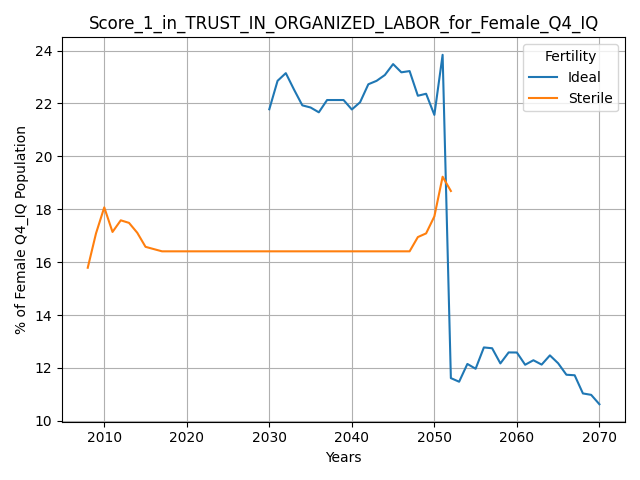 Score_1_in_TRUST_IN_ORGANIZED_LABOR_for_Female_Q4_IQ
Fertility
Ideal
Sterile
% of Female Q4_IQ Population
24
22
20
18
16
14
12
10
2010
2020
2030
2040
2050
2060
2070
Years